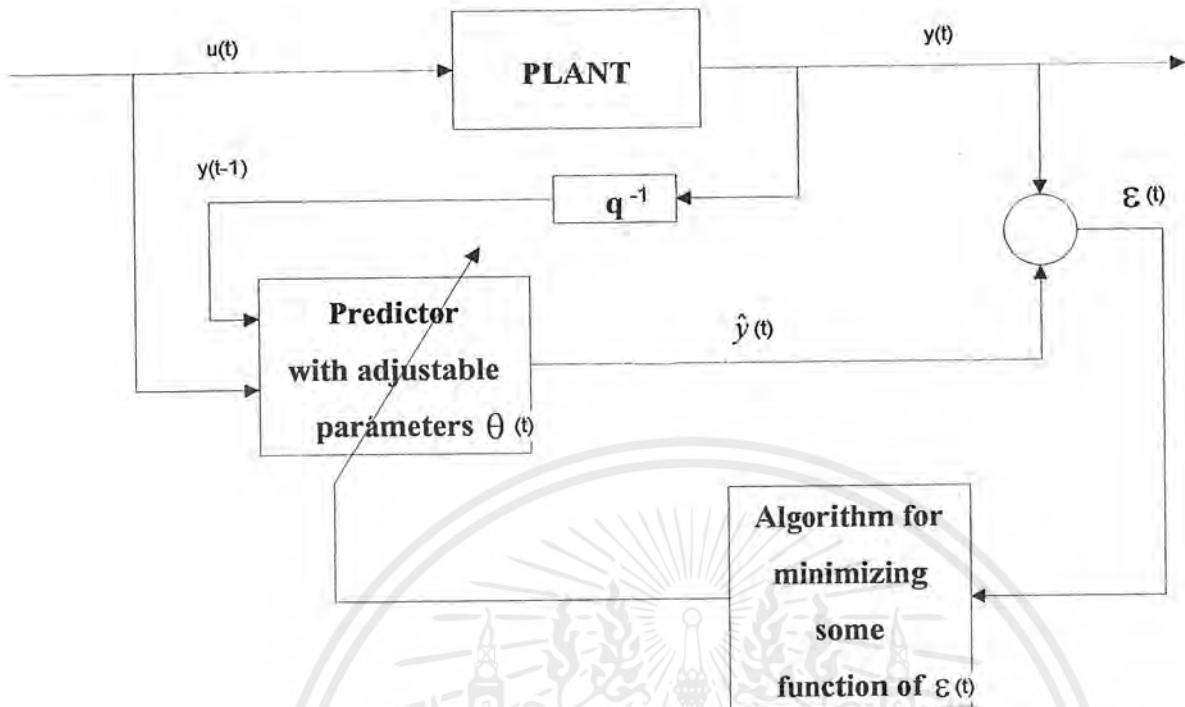 u(t)
PLANT
y(t)
y(t-1)
q⁻¹
ε (t)
Predictor
with adjustable
parameters θ (t)
ŷ (t)
Algorithm for
minimizing
some
function of ε (t)